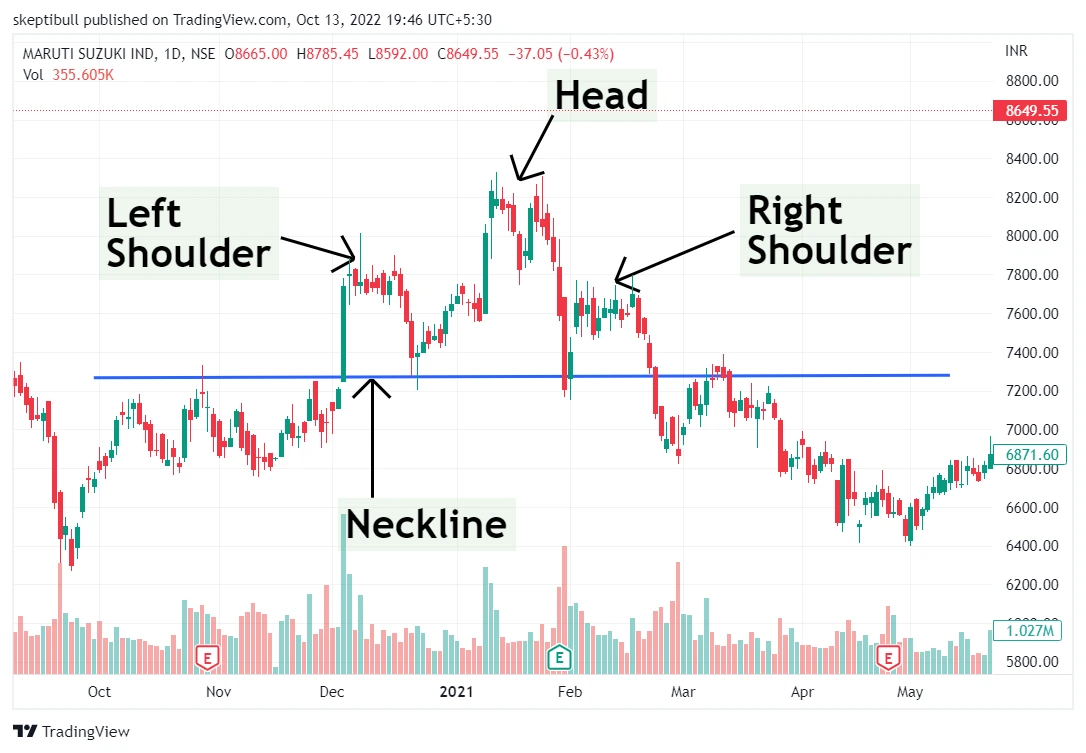 skeptibull published on TradingView.com, Oct 13, 2022 19:46 UTC+5:30
MARUTI SUZUKI IND, 1D, NSE O8665.00 H8785.45 L8592.00 C8649.55 −37.05 (−0.43%)
INR
Vol 355.605K
8800.00
Head
8649.55
8600.00
8400.00
Left
Shoulder
Right
Shoulder
8200.00
8000.00
7800.00
7600.00
7400.00
7200.00
7000.00
6871.60
6800.00
6600.00
Neckline
6400.00
6200.00
1.027M
5800.00
E
E
E
Oct Nov Dec 2021 Feb Mar Apr May
TradingView